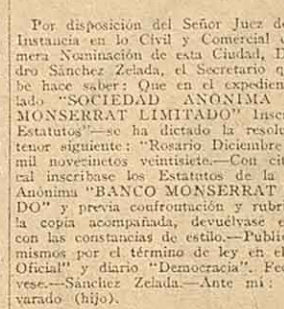 Por disposición del Señor Juez de
Instancia en lo Civil y Comercial
mera Nominación de esta Ciudad, D
dro Sánchez Zelada, el Secretario q
be hace saber: Que en el expedien
lado "SOCIEDAD ANONIMA
MONSERRAT LIMITADO" Insc
Estatutos"—se ha dictado la resolu
tenor siguiente: "Rosario Diciembre
mil novecientos veintisiete.—Con cit
cal inscríbase los Estatutos de la
Anónima "BANCO MONSERRAT
DO" y previa confrontación y rubri
la copia acompañada, devuélvase e
con las constancias de estilo.—Publi
mismos por el término de ley en el
Oficial" y diario "Democracia". Fec
vese.—Sánchez Zelada.—Ante mí:
varado (hijo).